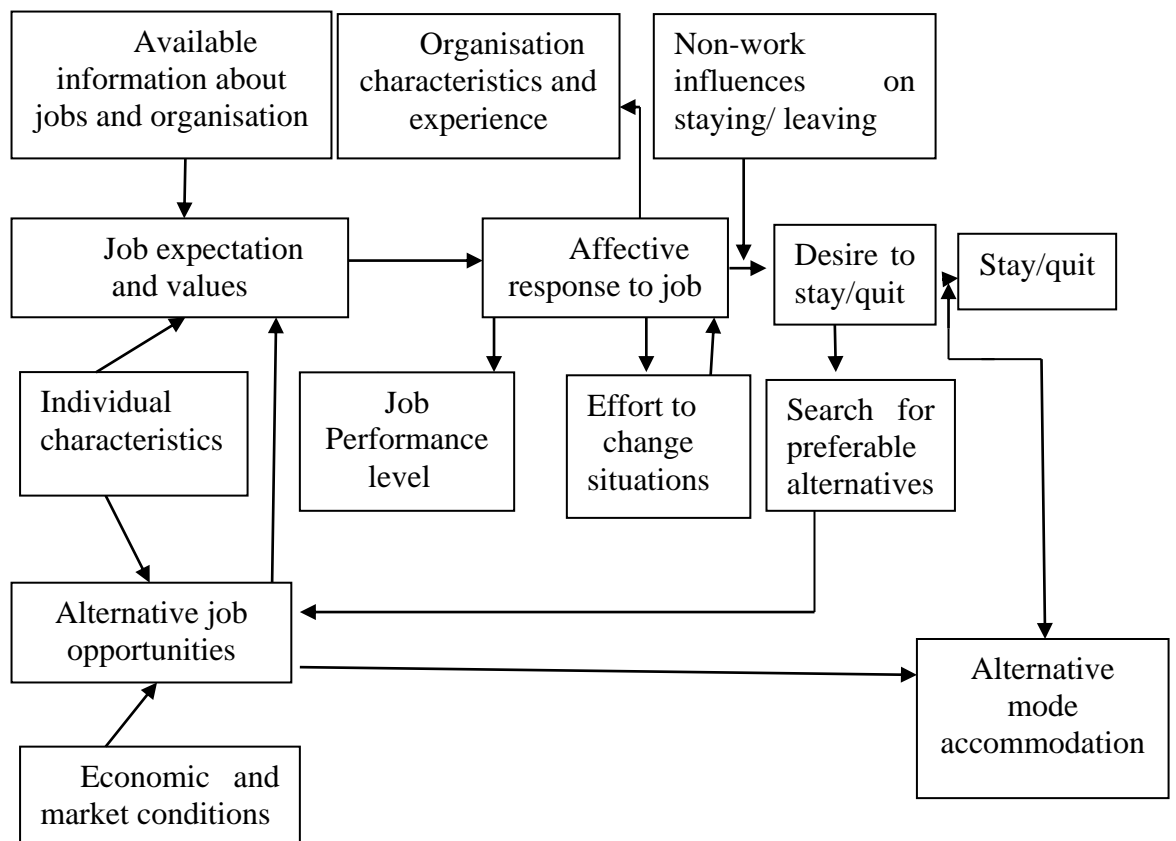 Available
information about
jobs and organisation
Organisation
characteristics and
experience
Non-work
influences on
staying/ leaving
Job expectation
and values
Affective
response to job
Desire to
stay/quit
Stay/quit
Individual
characteristics
Job
Performance
level
Effort to
change
situations
Search for
preferable
alternatives
Alternative job
opportunities
Alternative
mode
accommodation
Economic and
market conditions